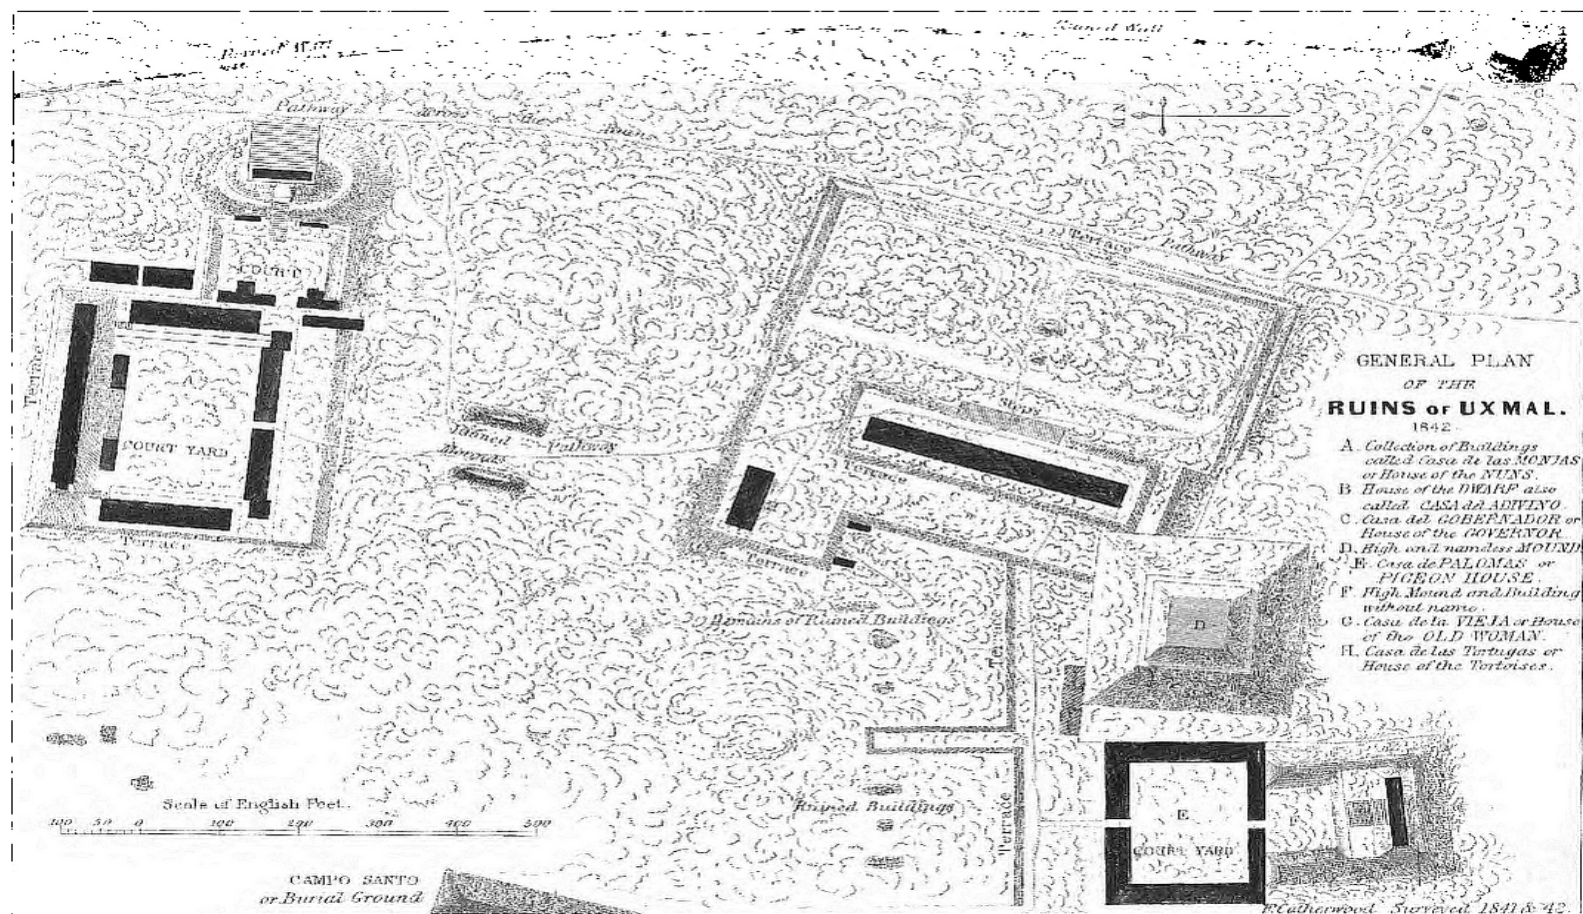 Ruined Wall
Ruined Wall
Pathway across the Ruins
B
COURT
Terrace
A
COURT YARD
Terrace
Ruined Pathway
Mounds
Terrace Pathway
Steps
Terrace
Terrace
Remains of Ruined Buildings
Terrace
D
GENERAL PLAN
OF THE
RUINS of UXMAL.
1842.
A. Collection of Buildings
called Casa de las MONJAS
or House of the NUNS.
B. House of the DWARF also
called CASA del ADIVINO.
C. Casa del GOBERNADOR or
House of the GOVERNOR
D. High and nameless MOUND
E. Casa de PALOMAS or
PIGEON HOUSE.
F. High Mound and Building
without name.
G. Casa de la VIEJA or House
of the OLD WOMAN.
H. Casa de las Tortugas or
House of the Tortoises.
Scale of English Feet.
100 50 0 100 200 300 400 500
Ruined Buildings
Terrace
E
COURT YARD
F
CAMPO SANTO
or Burial Ground
F. Catherwood Surveyed 1841 & 42.